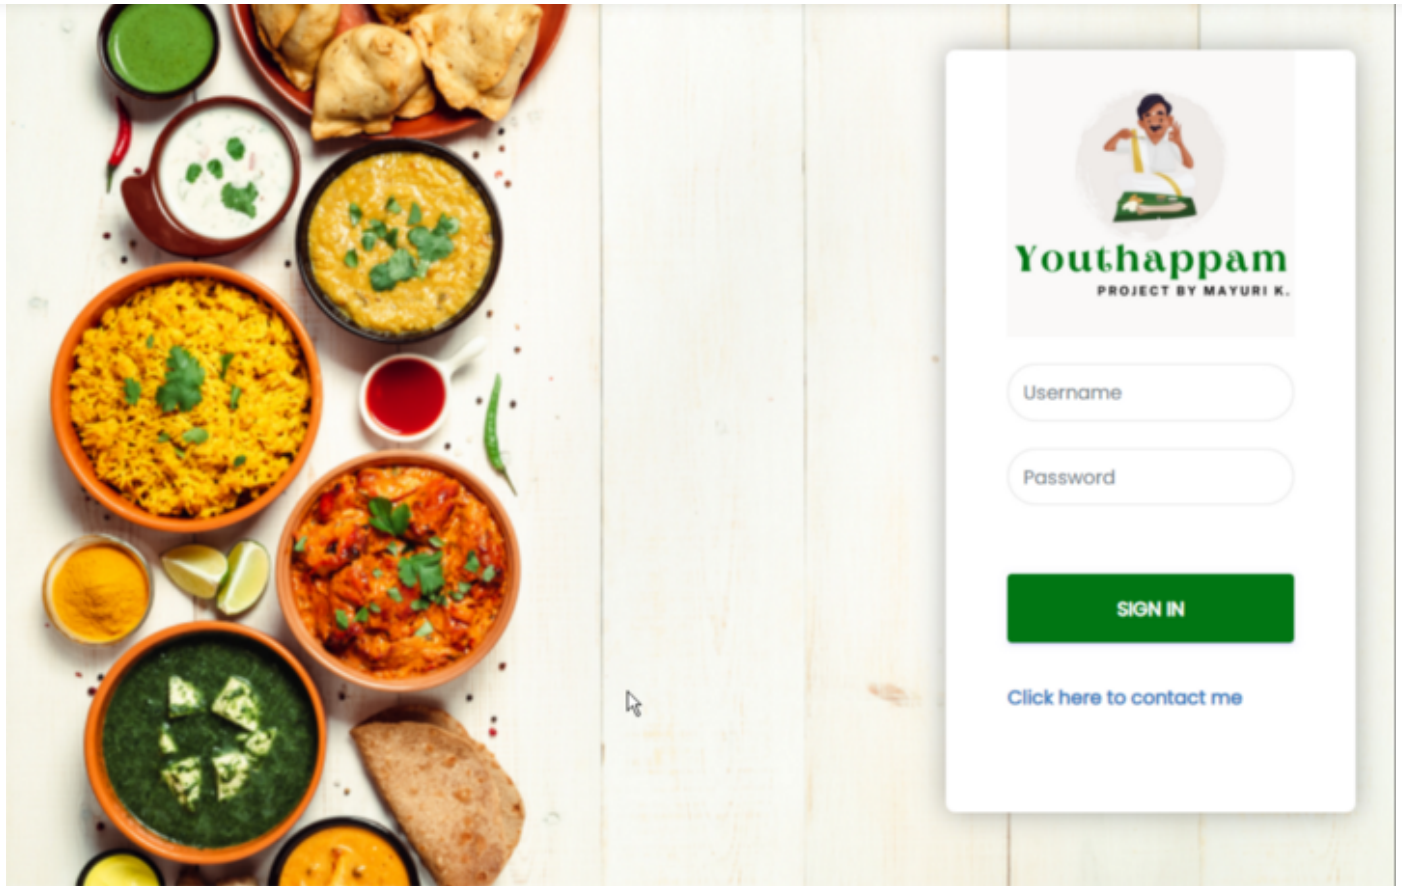 Youthappam
PROJECT BY MAYURI K.
Username
Password
SIGN IN
Click here to contact me